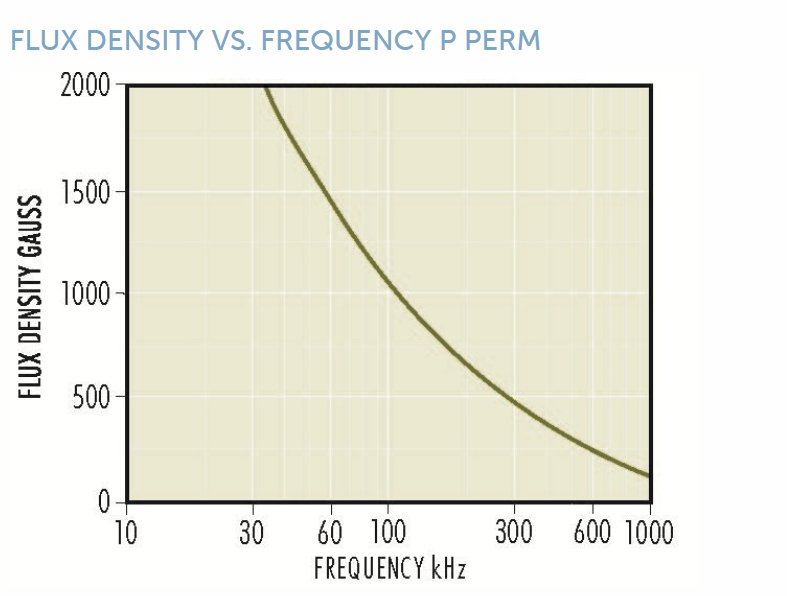 FLUX DENSITY VS. FREQUENCY P PERM
2000
1500
1000
500
0
FLUX DENSITY GAUSS
10 30 60 100 300 600 1000
FREQUENCY kHz